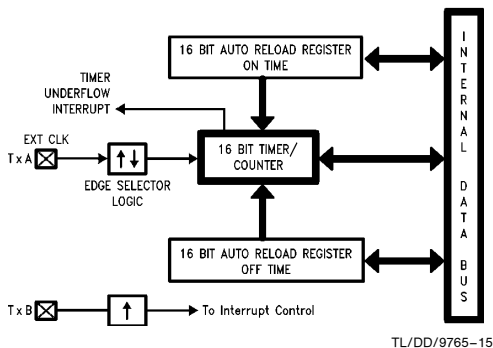 16 BIT AUTO RELOAD REGISTER
ON TIME
TIMER
UNDERFLOW
INTERRUPT
EXT CLK
TxA
16 BIT TIMER/
COUNTER
EDGE SELECTOR
LOGIC
16 BIT AUTO RELOAD REGISTER
OFF TIME
TxB
To Interrupt Control
INTERNAL DATA BUS
TL/DD/9765-15